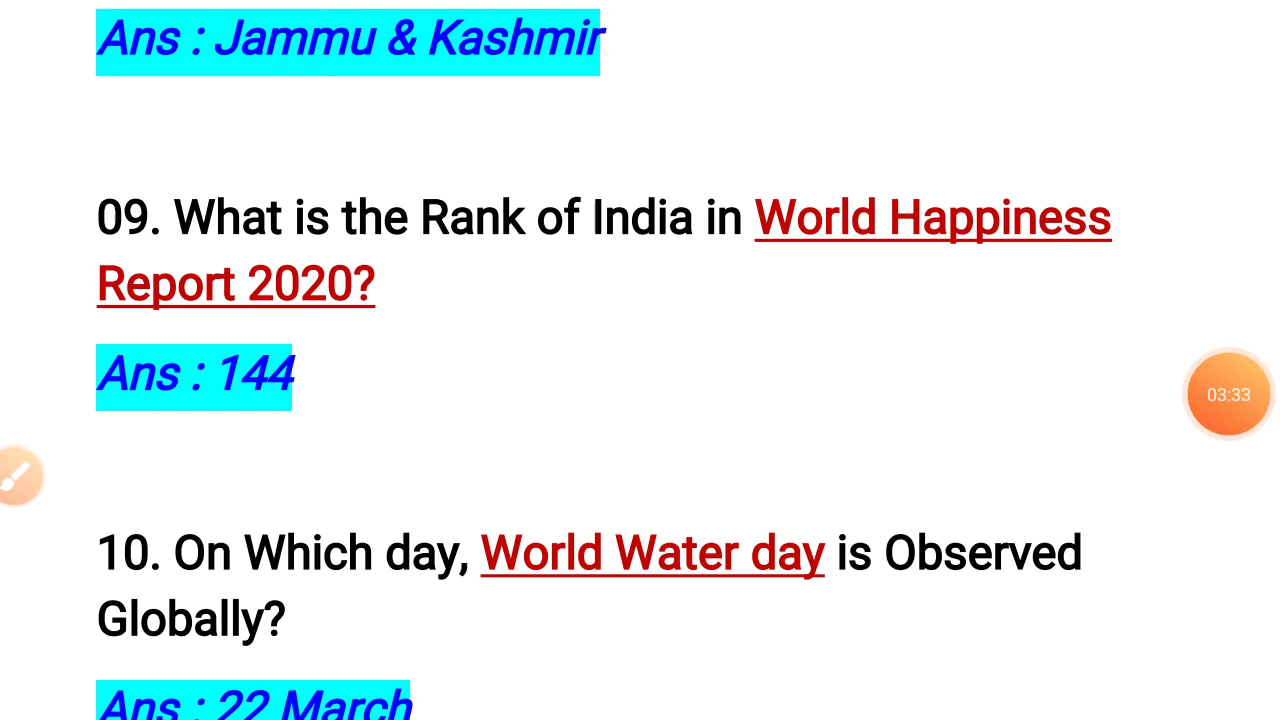 Ans : Jammu & Kashmir
09. What is the Rank of India in World Happiness
Report 2020?
Ans : 144
03:33
10. On Which day, World Water day is Observed
Globally?
Ans : 22 March